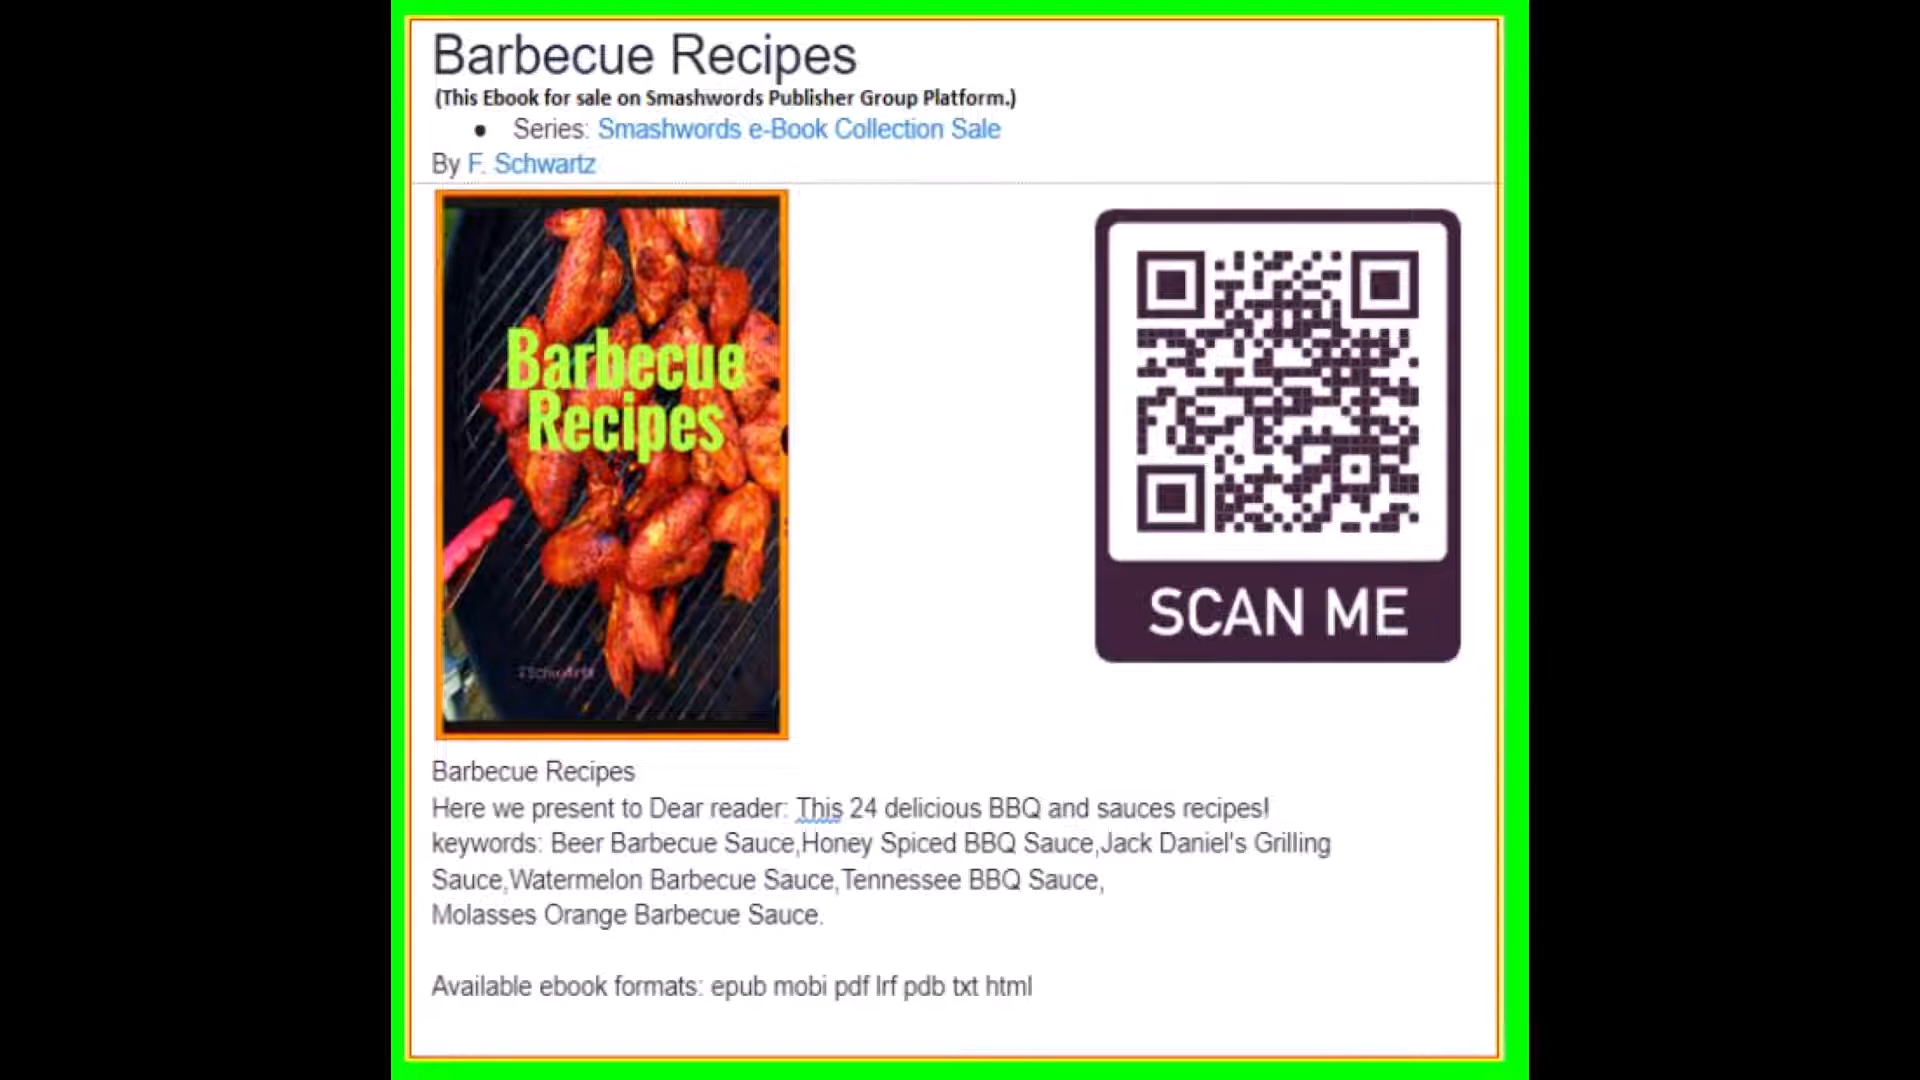 Barbecue Recipes
(This Ebook for sale on Smashwords Publisher Group Platform.)
• Series: Smashwords e-Book Collection Sale
By F. Schwartz
Barbecue
Recipes
SCAN ME
Barbecue Recipes
Here we present to Dear reader: This 24 delicious BBQ and sauces recipes!
keywords: Beer Barbecue Sauce,Honey Spiced BBQ Sauce,Jack Daniel's Grilling
Sauce,Watermelon Barbecue Sauce,Tennessee BBQ Sauce,
Molasses Orange Barbecue Sauce.
Available ebook formats: epub mobi pdf lrf pdb txt html